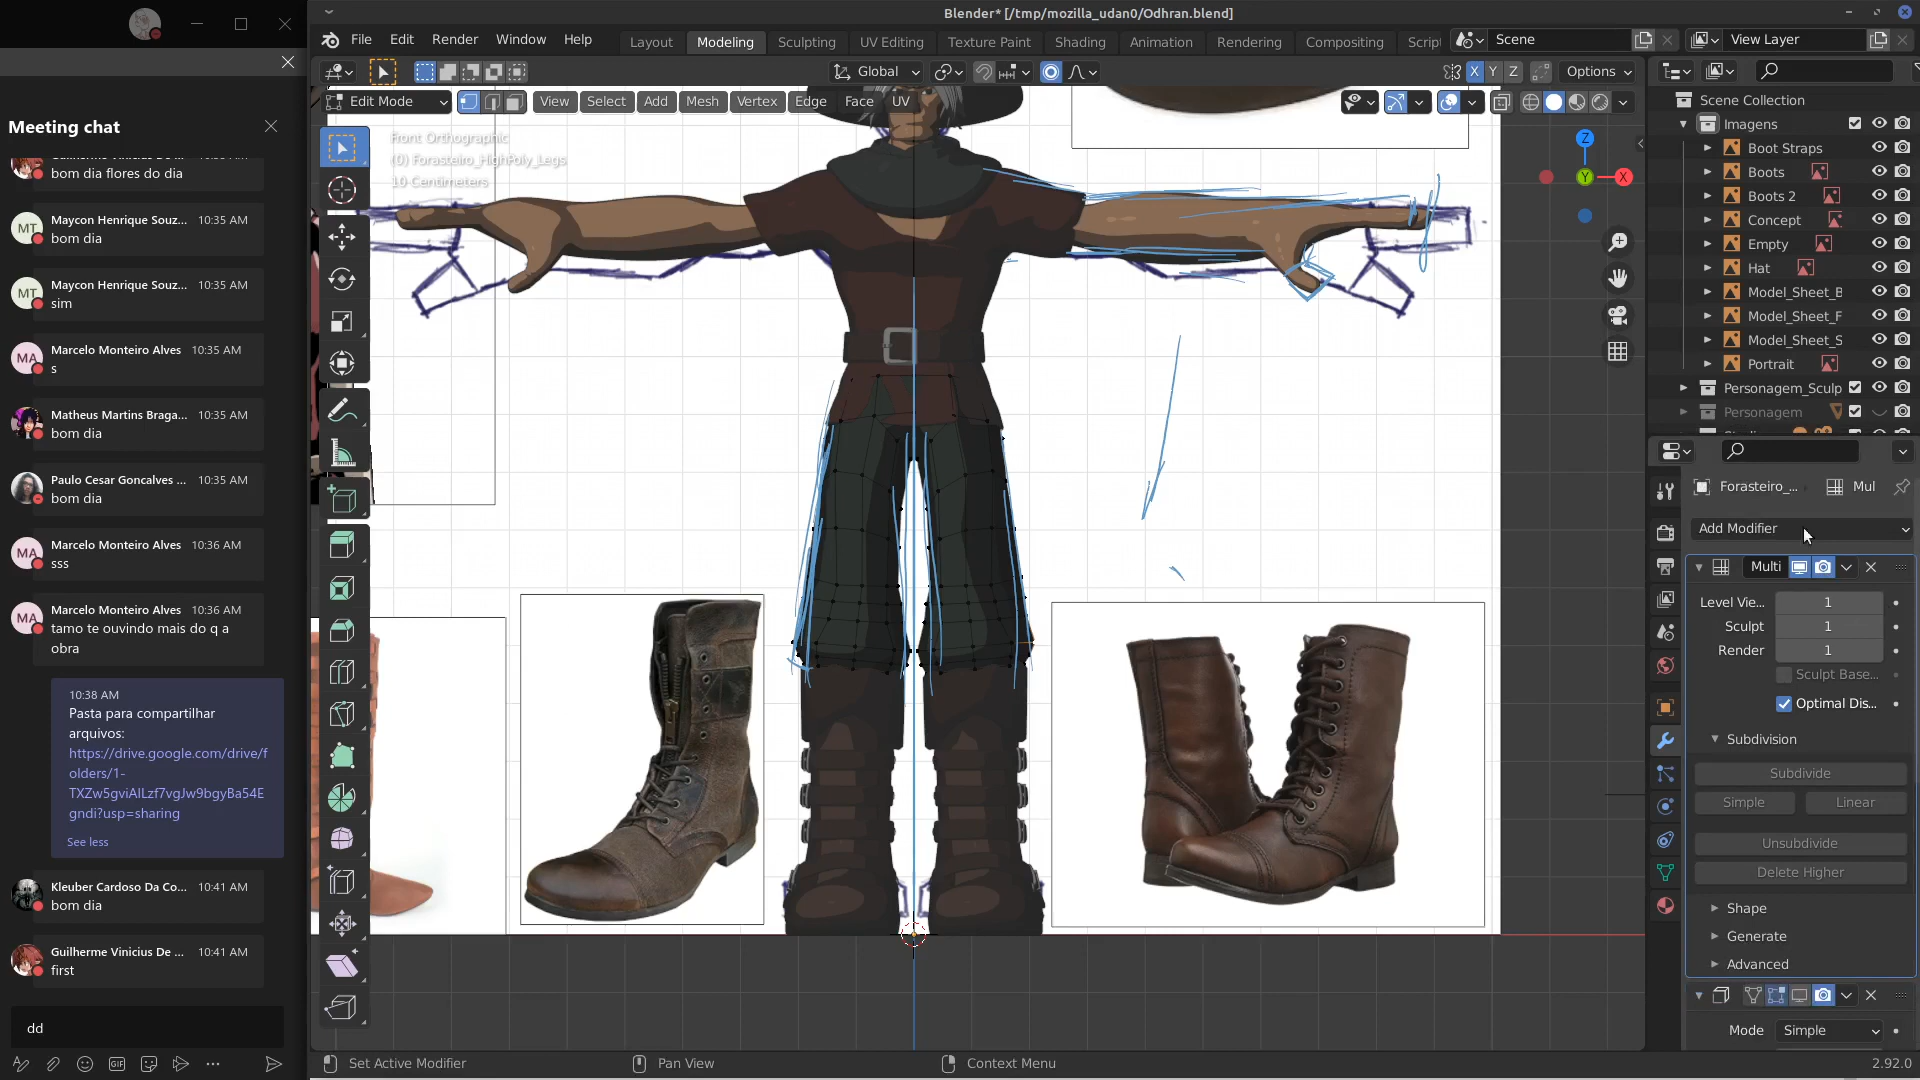 Blender* [/tmp/mozilla_udan0/Odhran.blend]
File Edit Render Window Help
Layout Modeling Sculpting UV Editing Texture Paint Shading Animation Rendering Compositing
Scene
View Layer
Global
X Y Z
Options
Edit Mode
View Select Add Mesh Vertex Edge Face UV
Front Orthographic
(0) Forasteiro_HighPoly_Legs
10 Centimeters
Z
Y
X
Meeting chat
bom dia flores do dia
MT
Maycon Henrique Souz... 10:35 AM
bom dia
MT
Maycon Henrique Souz... 10:35 AM
sim
MA
Marcelo Monteiro Alves 10:35 AM
s
Matheus Martins Braga... 10:35 AM
bom dia
Paulo Cesar Goncalves ... 10:35 AM
bom dia
MA
Marcelo Monteiro Alves 10:36 AM
sss
MA
Marcelo Monteiro Alves 10:36 AM
tamo te ouvindo mais do q a
obra
10:38 AM
Pasta para compartilhar
arquivos:
https://drive.google.com/drive/f
olders/1-
TXZw5gviAlLzf7vgJw9bgyBa54E
gndi?usp=sharing
See less
Kleuber Cardoso Da Co... 10:41 AM
bom dia
Guilherme Vinicius De ... 10:41 AM
first
dd
GIF
Scene Collection
Imagens
Boot Straps
Boots
Boots 2
Concept
Empty
Hat
Model_Sheet_B
Model_Sheet_F
Model_Sheet_S
Portrait
Personagem_Sculp
Personagem
Forasteiro_...
Mul
Add Modifier
Multi
Level Vie... 1
Sculpt 1
Render 1
Sculpt Base...
Optimal Dis...
Subdivision
Subdivide
Simple Linear
Unsubdivide
Delete Higher
Shape
Generate
Advanced
Mode Simple
Set Active Modifier
Pan View
Context Menu
2.92.0